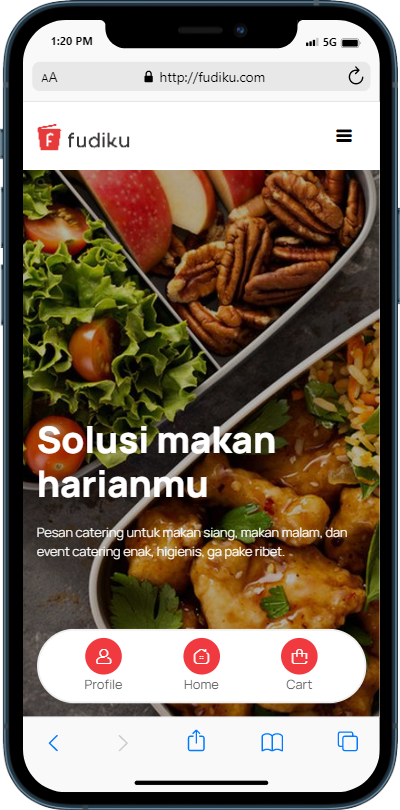 1:20 PM
5G
AA
http://fudiku.com
fudiku
Solusi makan
harianmu
Pesan catering untuk makan siang, makan malam, dan
event catering enak, higienis, ga pake ribet.
Profile
Home
Cart